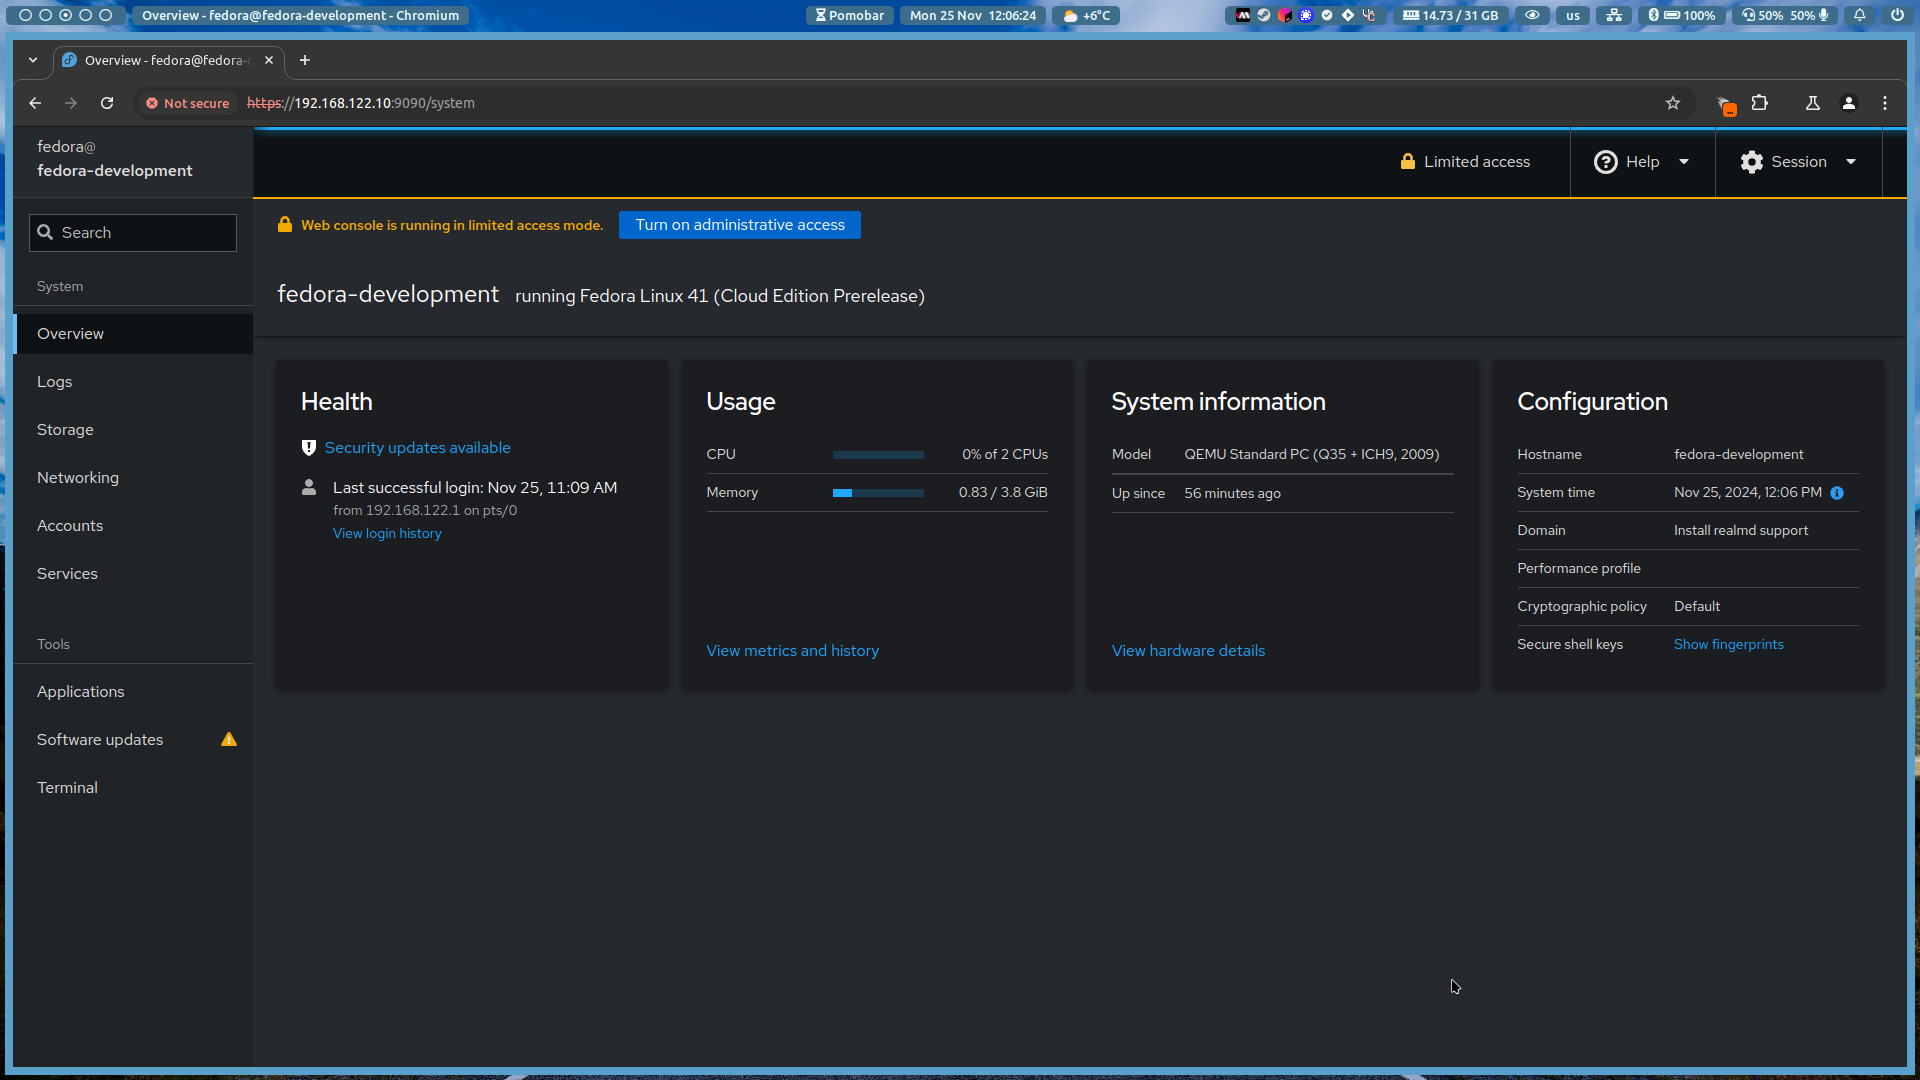 Overview - fedora@fedora-development - Chromium
Pomobar
Mon 25 Nov 12:06:24
+6°C
14.73 / 31 GB
us
100%
50% 50%
Overview - fedora@fedora-
Not secure
https://192.168.122.10:9090/system
fedora@
fedora-development
Limited access
Help
Session
Search
Web console is running in limited access mode.
Turn on administrative access
System
fedora-development running Fedora Linux 41 (Cloud Edition Prerelease)
Overview
Logs
Storage
Networking
Accounts
Services
Tools
Applications
Software updates
Terminal
Health
Security updates available
Last successful login: Nov 25, 11:09 AM
from 192.168.122.1 on pts/0
View login history
Usage
CPU 0% of 2 CPUs
Memory 0.83 / 3.8 GiB
View metrics and history
System information
Model QEMU Standard PC (Q35 + ICH9, 2009)
Up since 56 minutes ago
View hardware details
Configuration
Hostname fedora-development
System time Nov 25, 2024, 12:06 PM
Domain Install realmd support
Performance profile
Cryptographic policy Default
Secure shell keys Show fingerprints